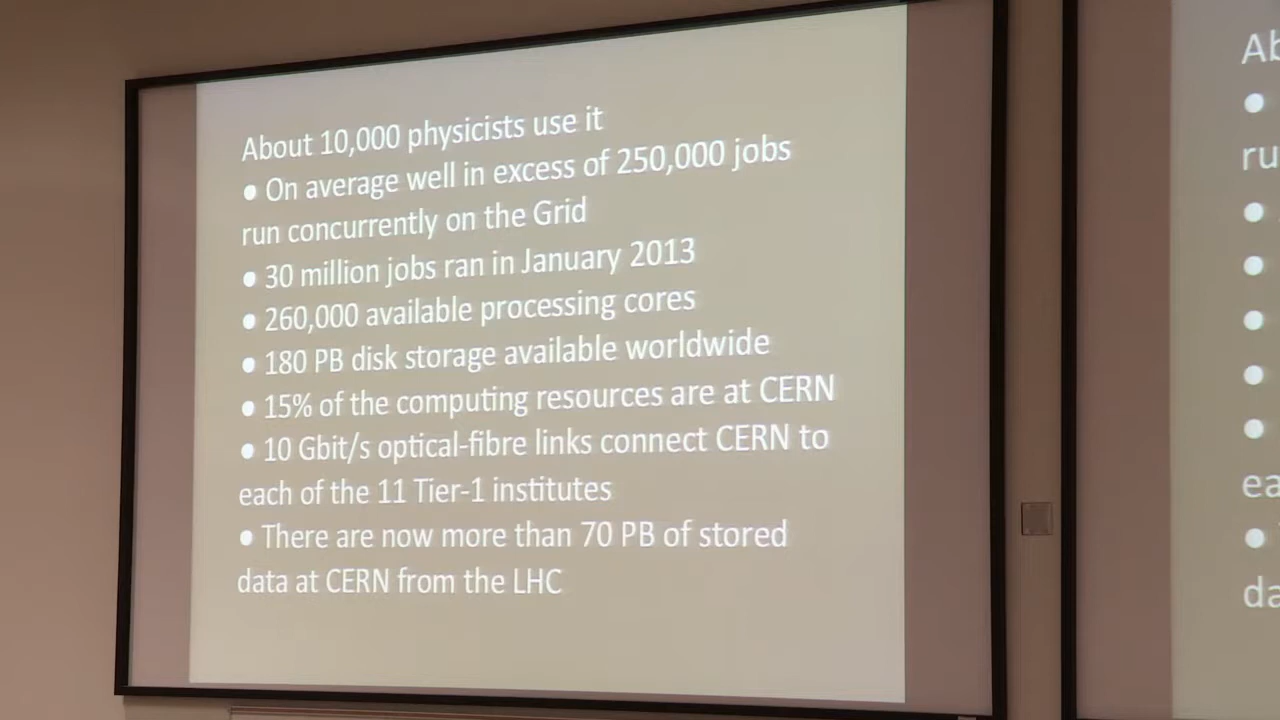 About 10,000 physicists use it
● On average well in excess of 250,000 jobs
run concurrently on the Grid
● 30 million jobs ran in January 2013
● 260,000 available processing cores
● 180 PB disk storage available worldwide
● 15% of the computing resources are at CERN
● 10 Gbit/s optical-fibre links connect CERN to
each of the 11 Tier-1 institutes
● There are now more than 70 PB of stored
data at CERN from the LHC
Ab
●
ru
●
●
●
●
●
ea
●
da